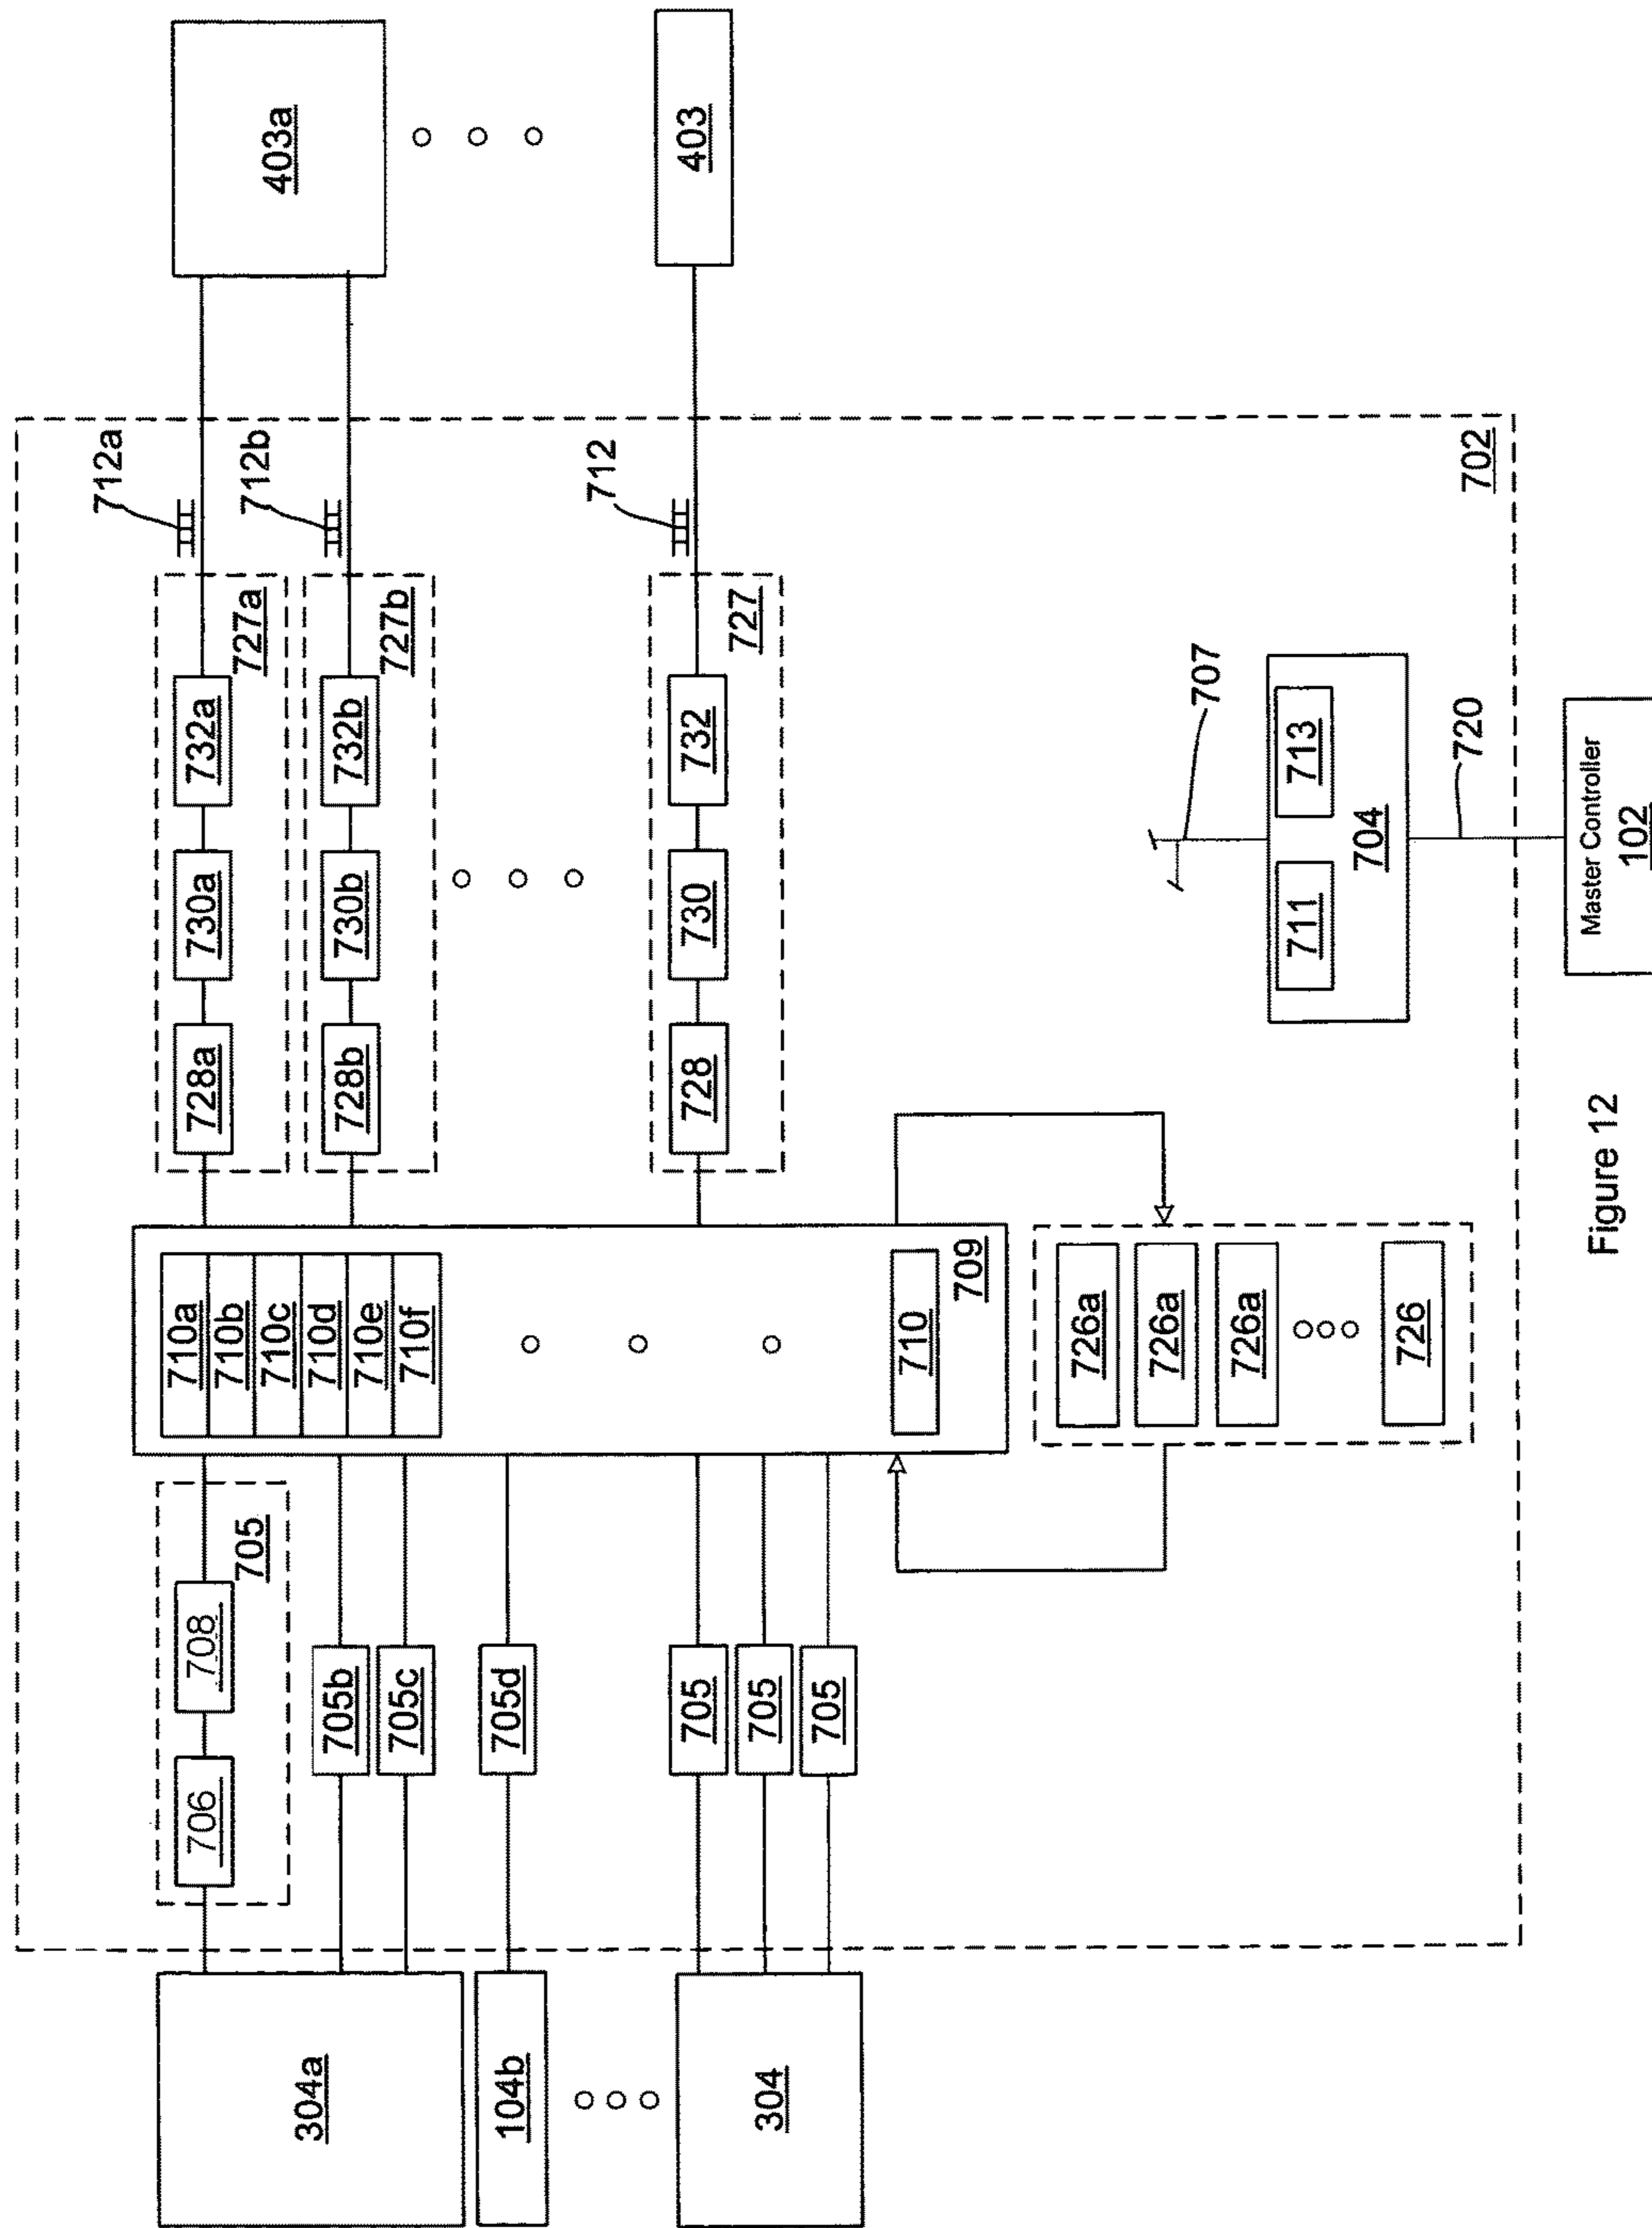 304a
104b
304
706
708
705
705b
705c
705d
705
705
705
710a
710b
710c
710d
710e
710f
710
709
726a
726a
726a
726
728a
730a
732a
727a
728b
730b
732b
727b
728
730
732
727
712a
712b
712
403a
403
707
711
713
704
720
702
Master Controller
102
Figure 12